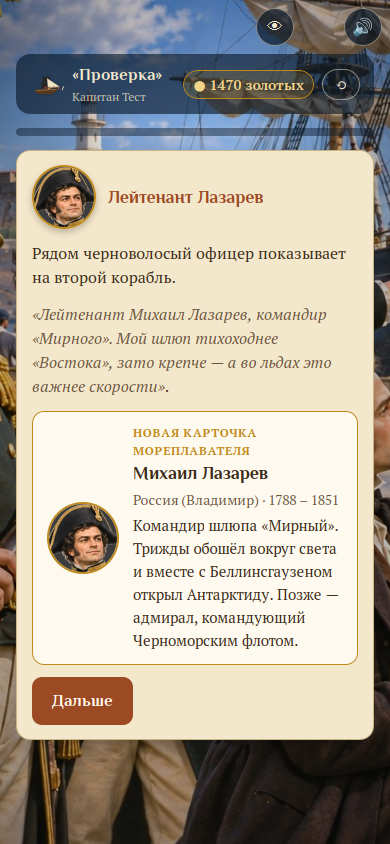 «Проверка»
Капитан Тест
1470 золотых
Лейтенант Лазарев
Рядом черноволосый офицер показывает
на второй корабль.
«Лейтенант Михаил Лазарев, командир
«Мирного». Мой шлюп тихоходнее
«Востока», зато крепче — а во льдах это
важнее скорости».
НОВАЯ КАРТОЧКА
МОРЕПЛАВАТЕЛЯ
Михаил Лазарев
Россия (Владимир) · 1788 – 1851
Командир шлюпа «Мирный».
Трижды обошёл вокруг света
и вместе с Беллинсгаузеном
открыл Антарктиду. Позже —
адмирал, командующий
Черноморским флотом.
Дальше